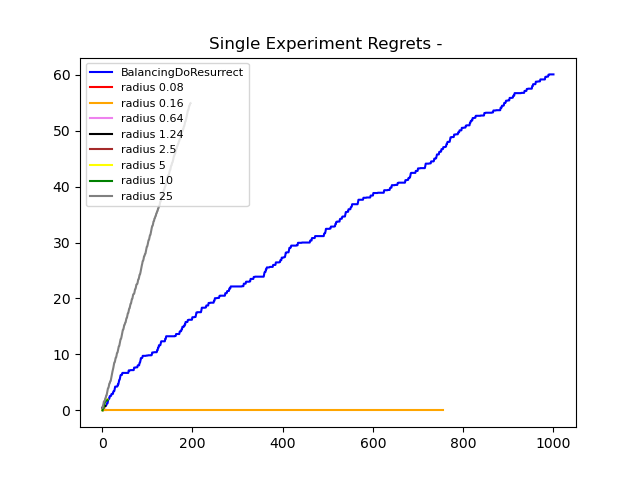 Single Experiment Regrets -
60
50
40
30
20
10
0
BalancingDoResurrect
radius 0.08
radius 0.16
radius 0.64
radius 1.24
radius 2.5
radius 5
radius 10
radius 25
0 200 400 600 800 1000